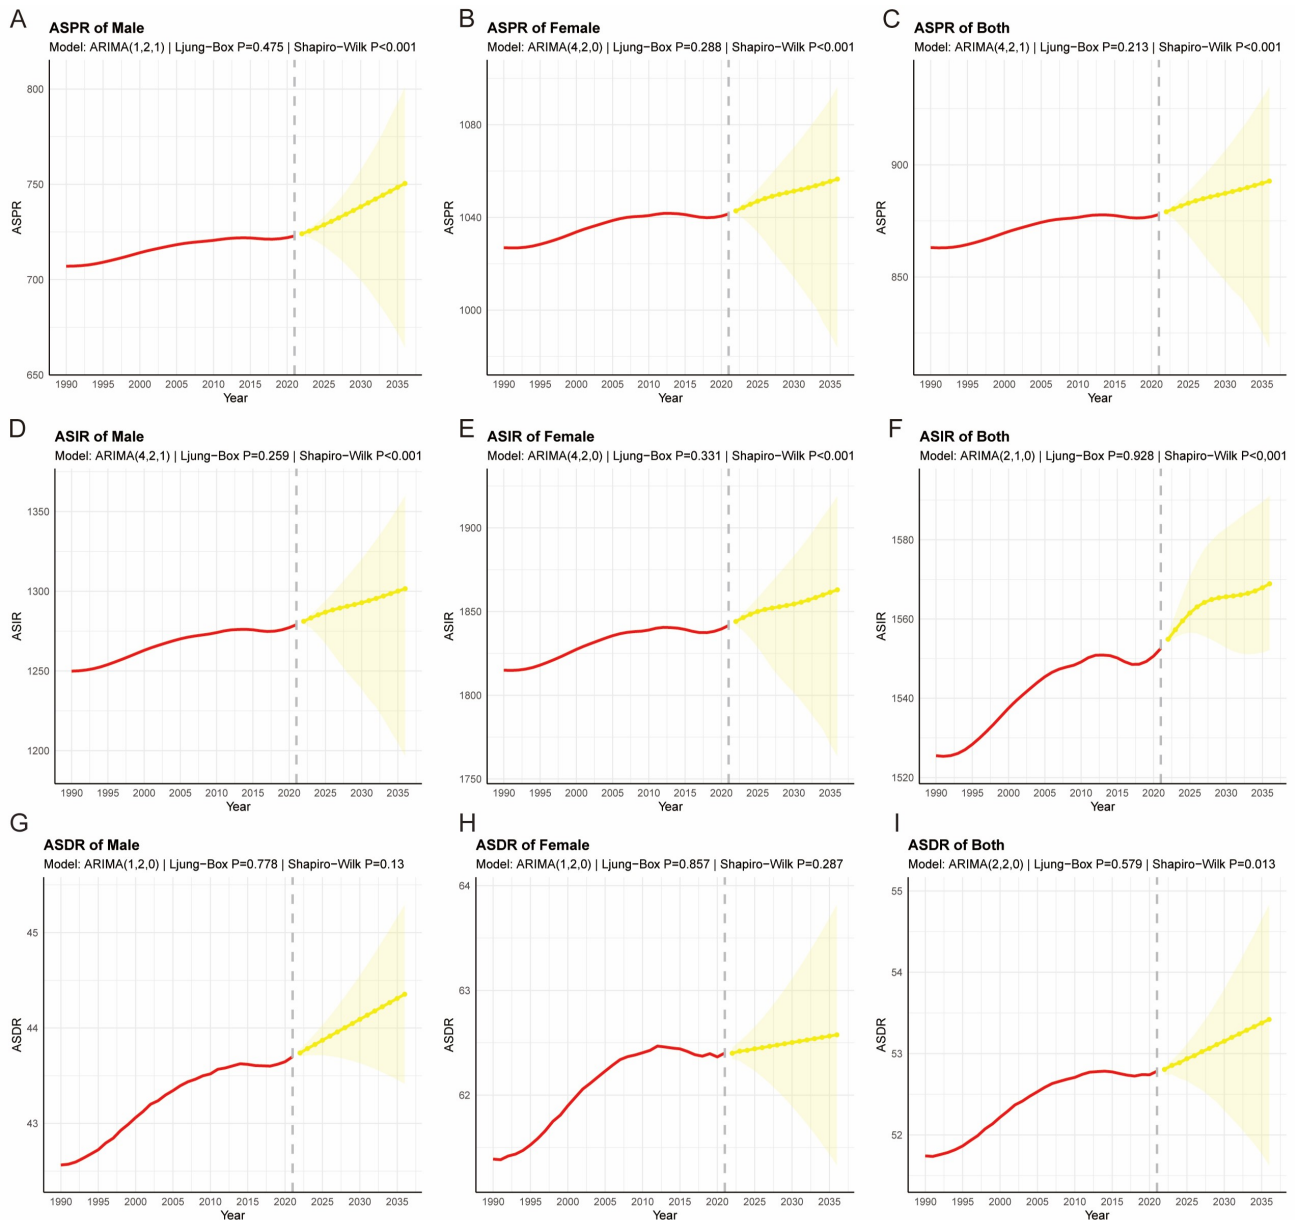 A
ASPR of Male
Model: ARIMA(1,2,1) | Ljung−Box P=0.475 | Shapiro−Wilk P<0.001
800
750
700
650
ASPR
1990 1995 2000 2005 2010 2015 2020 2025 2030 2035
Year
B
ASPR of Female
Model: ARIMA(4,2,0) | Ljung−Box P=0.288 | Shapiro−Wilk P<0.001
1080
1040
1000
ASPR
1990 1995 2000 2005 2010 2015 2020 2025 2030 2035
Year
C
ASPR of Both
Model: ARIMA(4,2,1) | Ljung−Box P=0.213 | Shapiro−Wilk P<0.001
900
850
ASPR
1990 1995 2000 2005 2010 2015 2020 2025 2030 2035
Year
D
ASIR of Male
Model: ARIMA(4,2,1) | Ljung−Box P=0.259 | Shapiro−Wilk P<0.001
1350
1300
1250
1200
ASIR
1990 1995 2000 2005 2010 2015 2020 2025 2030 2035
Year
E
ASIR of Female
Model: ARIMA(4,2,0) | Ljung−Box P=0.331 | Shapiro−Wilk P<0.001
1900
1850
1800
1750
ASIR
1990 1995 2000 2005 2010 2015 2020 2025 2030 2035
Year
F
ASIR of Both
Model: ARIMA(2,1,0) | Ljung−Box P=0.928 | Shapiro−Wilk P<0,001
1580
1560
1540
1520
ASIR
1990 1995 2000 2005 2010 2015 2020 2025 2030 2035
Year
G
ASDR of Male
Model: ARIMA(1,2,0) | Ljung−Box P=0.778 | Shapiro−Wilk P=0.13
45
44
43
ASDR
1990 1995 2000 2005 2010 2015 2020 2025 2030 2035
Year
H
ASDR of Female
Model: ARIMA(1,2,0) | Ljung−Box P=0.857 | Shapiro−Wilk P=0.287
64
63
62
ASDR
1990 1995 2000 2005 2010 2015 2020 2025 2030 2035
Year
I
ASDR of Both
Model: ARIMA(2,2,0) | Ljung−Box P=0.579 | Shapiro−Wilk P=0.013
55
54
53
52
ASDR
1990 1995 2000 2005 2010 2015 2020 2025 2030 2035
Year